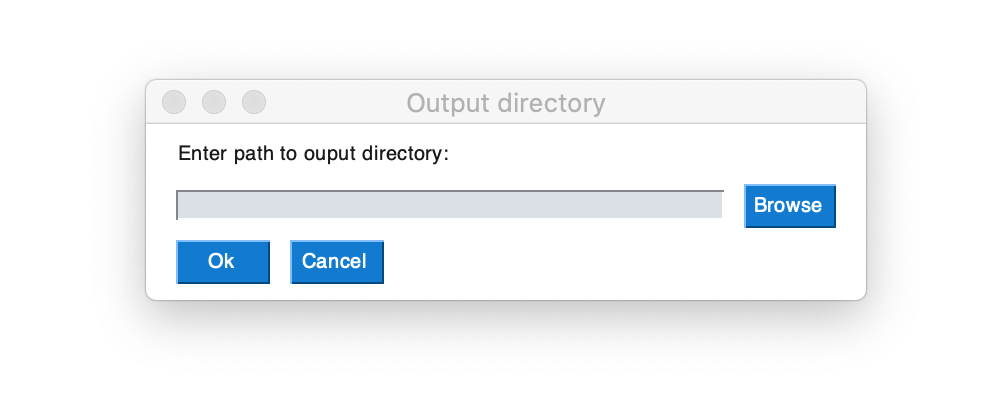 Output directory
Enter path to ouput directory:
Browse
Ok
Cancel